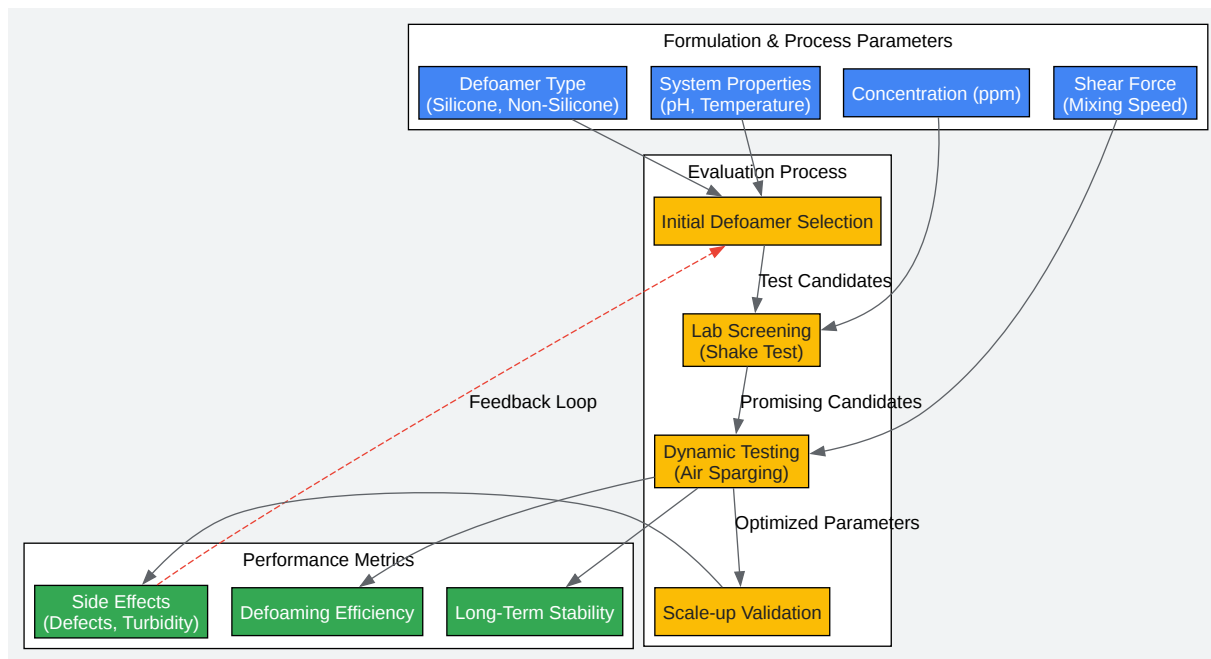 Formulation & Process Parameters
Defoamer Type
(Silicone, Non-Silicone)
System Properties
(pH, Temperature)
Concentration (ppm)
Shear Force
(Mixing Speed)
Evaluation Process
Initial Defoamer Selection
Test Candidates
Lab Screening
(Shake Test)
Feedback Loop
Promising Candidates
Dynamic Testing
(Air Sparging)
Optimized Parameters
Performance Metrics
Side Effects
(Defects, Turbidity)
Defoaming Efficiency
Long-Term Stability
Scale-up Validation